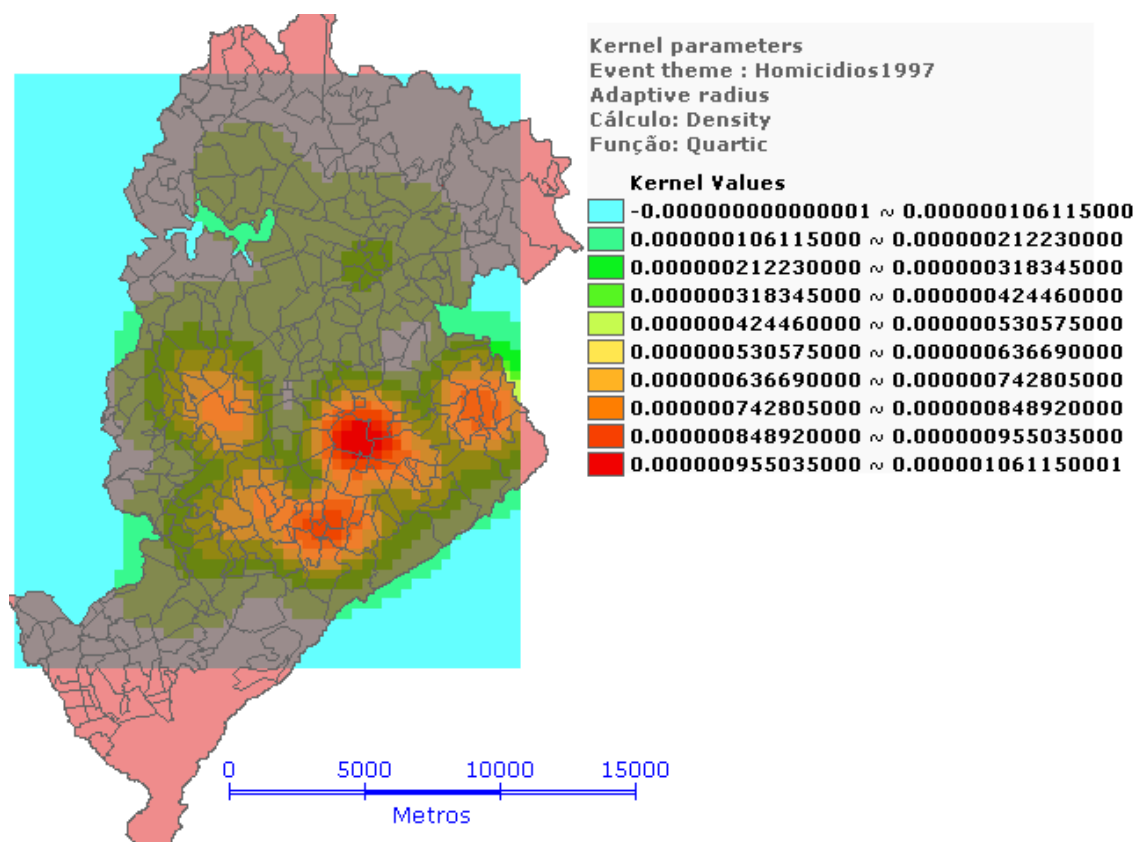 Kernel parameters
Event theme : Homicidios1997
Adaptive radius
Cálculo: Density
Função: Quartic
Kernel Values
-0.000000000000001 ~ 0.000000106115000
0.000000106115000 ~ 0.000000212230000
0.000000212230000 ~ 0.000000318345000
0.000000318345000 ~ 0.000000424460000
0.000000424460000 ~ 0.000000530575000
0.000000530575000 ~ 0.000000636690000
0.000000636690000 ~ 0.000000742805000
0.000000742805000 ~ 0.000000848920000
0.000000848920000 ~ 0.000000955035000
0.000000955035000 ~ 0.000001061150001
0 5000 10000 15000
Metros